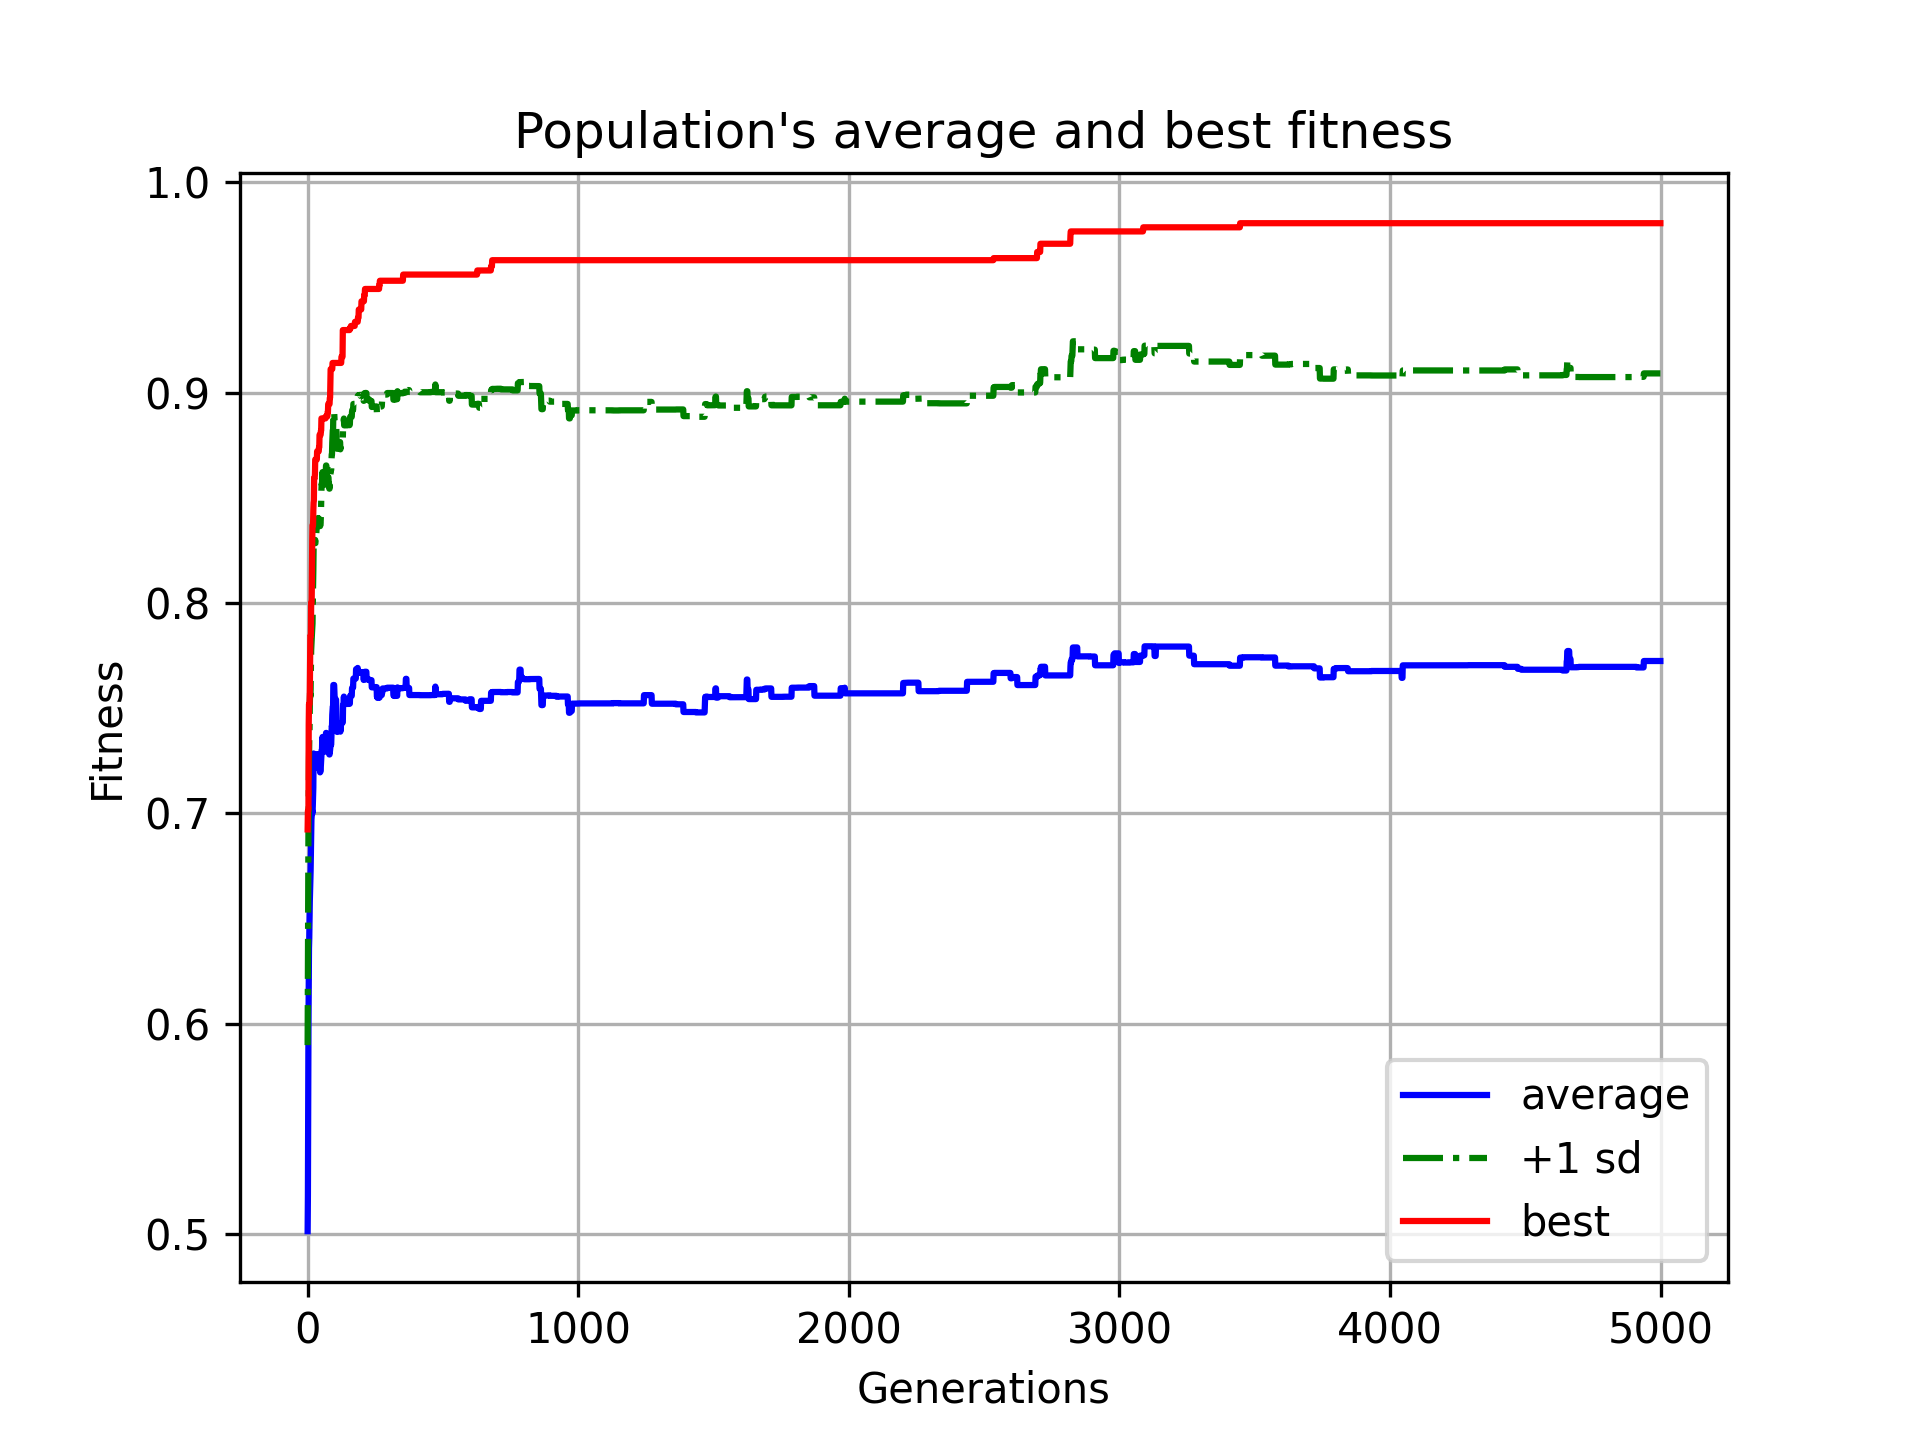 Population's average and best fitness
1.0
0.9
0.8
0.7
0.6
0.5
Fitness
0 1000 2000 3000 4000 5000
Generations
average
+1 sd
best